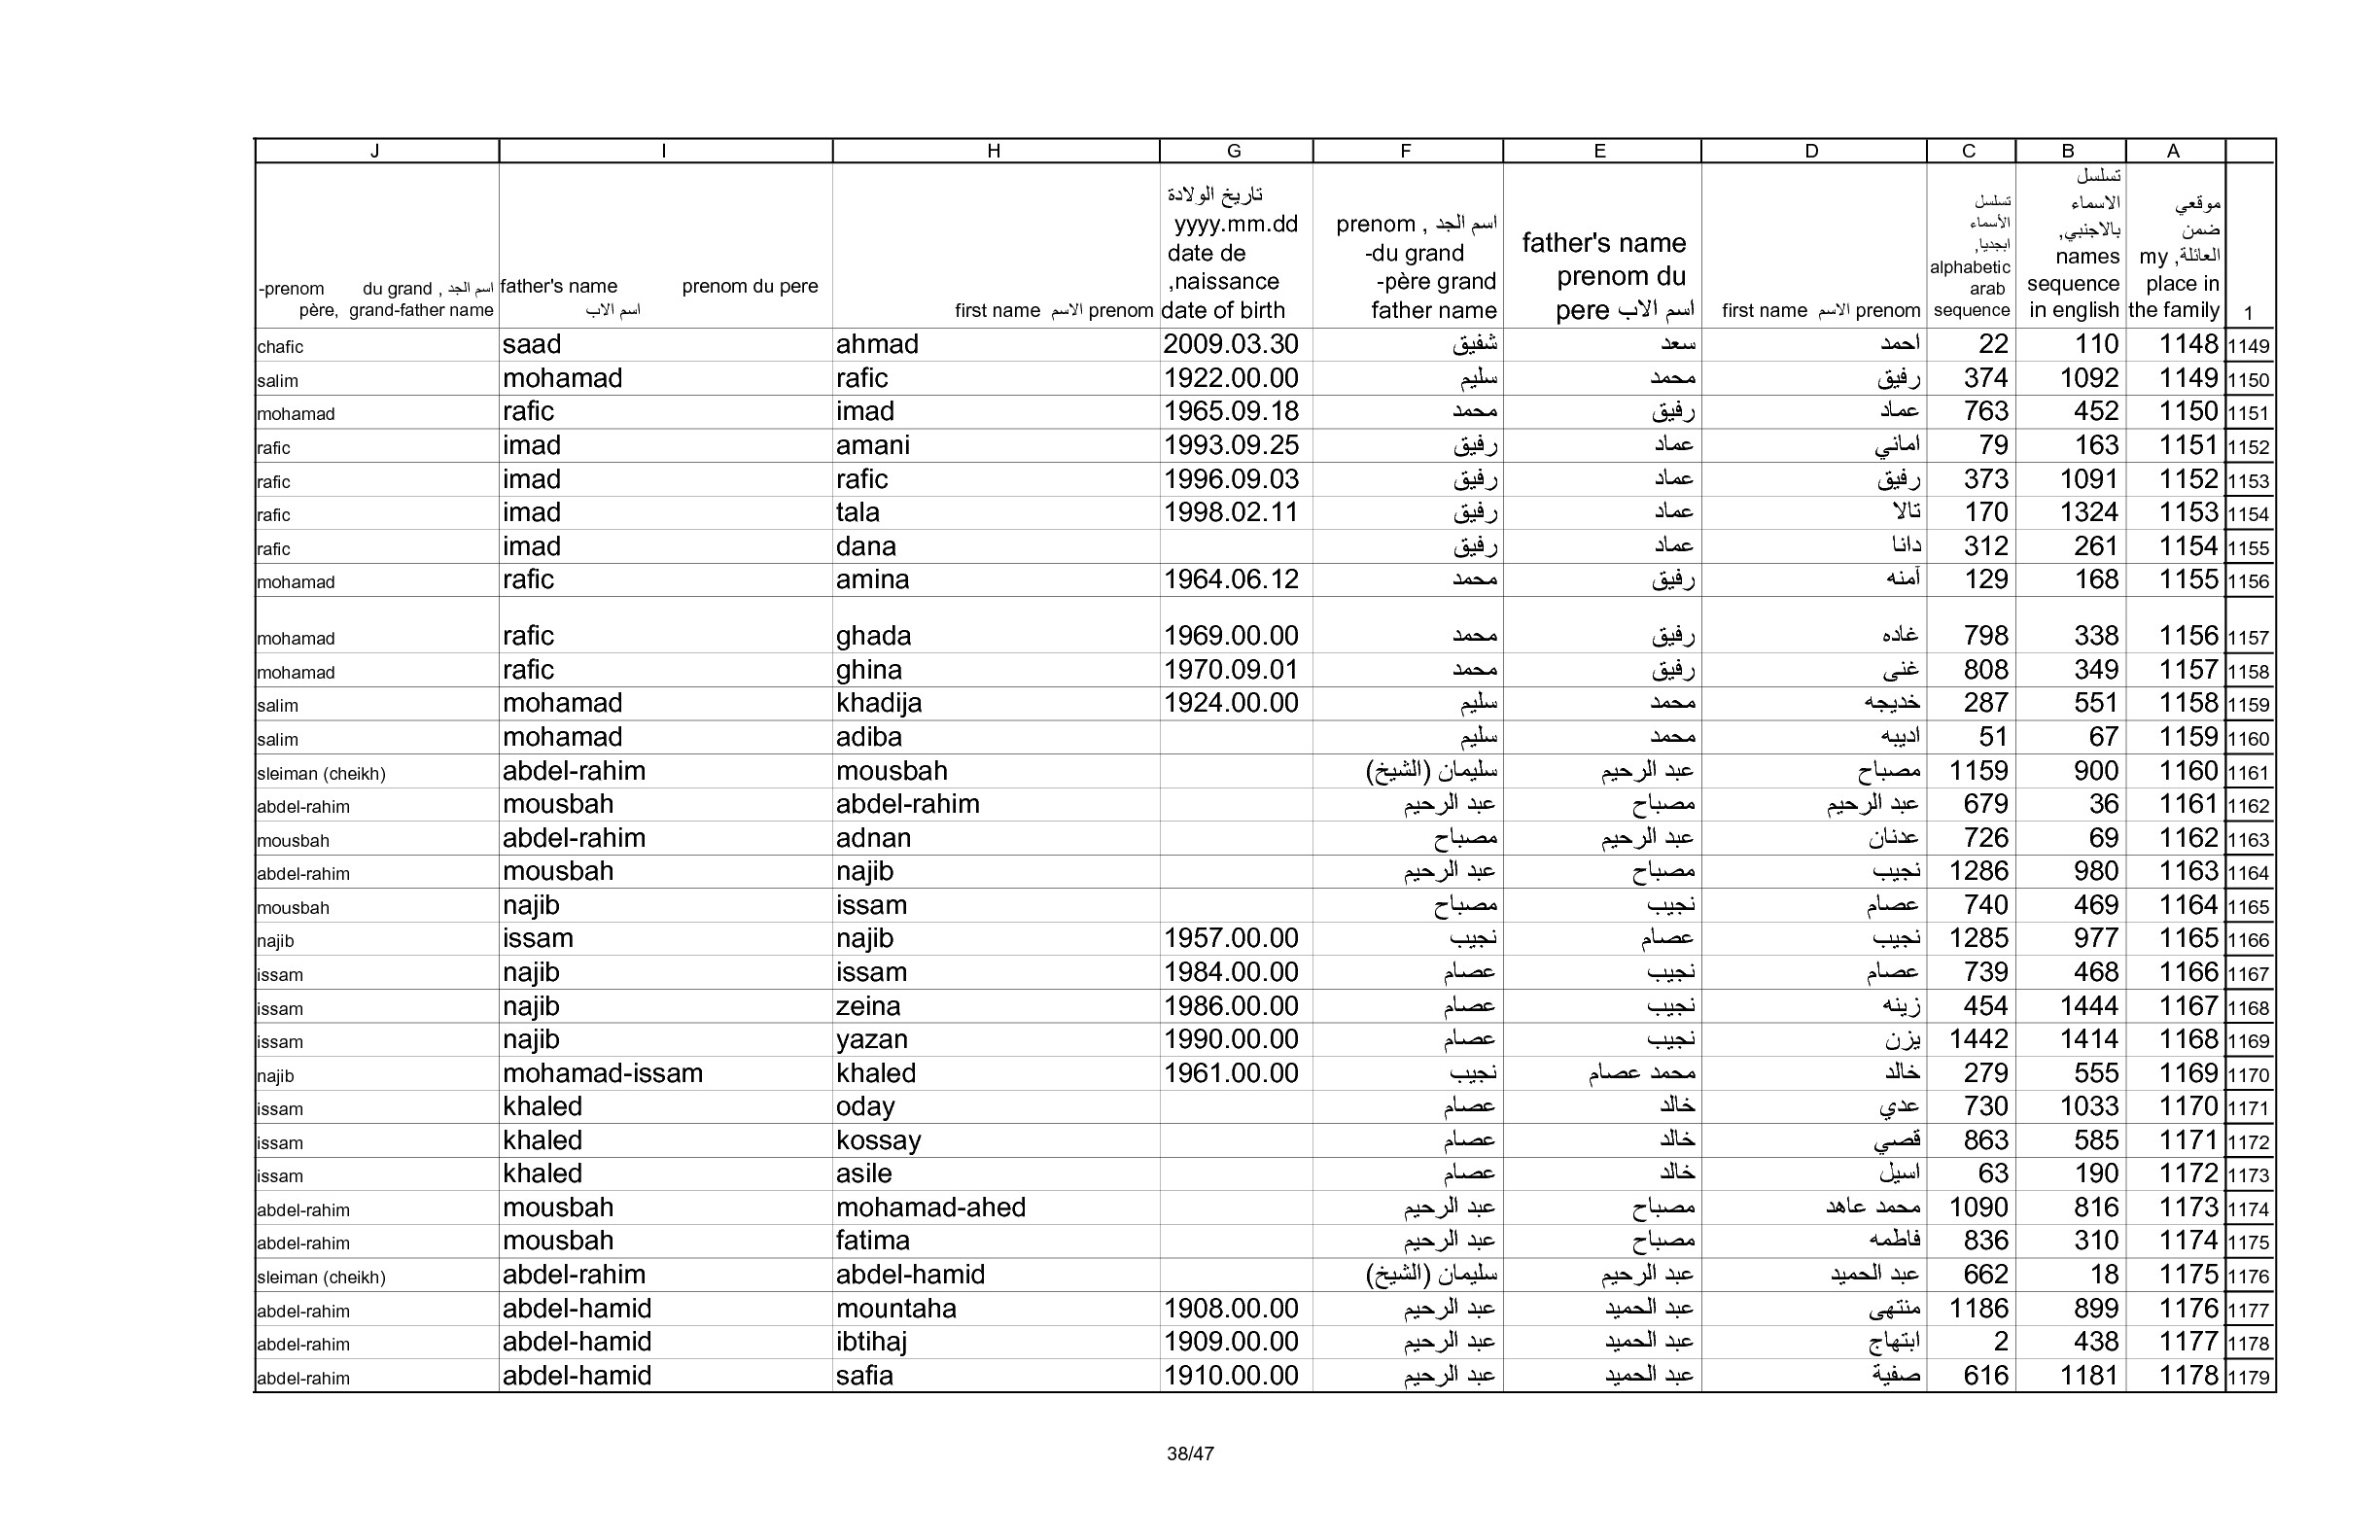 J I H G F E D C B A
-prenom du grand , اسم الجد père, grand-father name
father's name prenom du pere اسم الاب
first name الاسم prenom
تاريخ الولادة yyyy.mm.dd date de naissance, date of birth
prenom , اسم الجد -du grand -père grand father name
father's name prenom du pere اسم الاب
first name الاسم prenom
تسلسل الأسماء ابجديا, alphabetic arab sequence
تسلسل الاسماء بالاجنبي, names sequence in english
موقعي ضمن العائلة, my place in the family
1
chafic saad ahmad 2009.03.30 شفيق سعد احمد 22 110 1148 1149
salim mohamad rafic 1922.00.00 سليم محمد رفيق 374 1092 1149 1150
mohamad rafic imad 1965.09.18 محمد رفيق عماد 763 452 1150 1151
rafic imad amani 1993.09.25 رفيق عماد اماني 79 163 1151 1152
rafic imad rafic 1996.09.03 رفيق عماد رفيق 373 1091 1152 1153
rafic imad tala 1998.02.11 رفيق عماد تالا 170 1324 1153 1154
rafic imad dana رفيق عماد دانا 312 261 1154 1155
mohamad rafic amina 1964.06.12 محمد رفيق آمنه 129 168 1155 1156
mohamad rafic ghada 1969.00.00 محمد رفيق غاده 798 338 1156 1157
mohamad rafic ghina 1970.09.01 محمد رفيق غنى 808 349 1157 1158
salim mohamad khadija 1924.00.00 سليم محمد خديجه 287 551 1158 1159
salim mohamad adiba سليم محمد اديبه 51 67 1159 1160
sleiman (cheikh) abdel-rahim mousbah سليمان (الشيخ) عبد الرحيم مصباح 1159 900 1160 1161
abdel-rahim mousbah abdel-rahim عبد الرحيم مصباح عبد الرحيم 679 36 1161 1162
mousbah abdel-rahim adnan مصباح عبد الرحيم عدنان 726 69 1162 1163
abdel-rahim mousbah najib عبد الرحيم مصباح نجيب 1286 980 1163 1164
mousbah najib issam مصباح نجيب عصام 740 469 1164 1165
najib issam najib 1957.00.00 نجيب عصام نجيب 1285 977 1165 1166
issam najib issam 1984.00.00 عصام نجيب عصام 739 468 1166 1167
issam najib zeina 1986.00.00 عصام نجيب زينه 454 1444 1167 1168
issam najib yazan 1990.00.00 عصام نجيب يزن 1442 1414 1168 1169
najib mohamad-issam khaled 1961.00.00 نجيب محمد عصام خالد 279 555 1169 1170
issam khaled oday عصام خالد عدي 730 1033 1170 1171
issam khaled kossay عصام خالد قصي 863 585 1171 1172
issam khaled asile عصام خالد اسيل 63 190 1172 1173
abdel-rahim mousbah mohamad-ahed عبد الرحيم مصباح محمد عاهد 1090 816 1173 1174
abdel-rahim mousbah fatima عبد الرحيم مصباح فاطمه 836 310 1174 1175
sleiman (cheikh) abdel-rahim abdel-hamid سليمان (الشيخ) عبد الرحيم عبد الحميد 662 18 1175 1176
abdel-rahim abdel-hamid mountaha 1908.00.00 عبد الرحيم عبد الحميد منتهى 1186 899 1176 1177
abdel-rahim abdel-hamid ibtihaj 1909.00.00 عبد الرحيم عبد الحميد ابتهاج 2 438 1177 1178
abdel-rahim abdel-hamid safia 1910.00.00 عبد الرحيم عبد الحميد صفية 616 1181 1178 1179
38/47